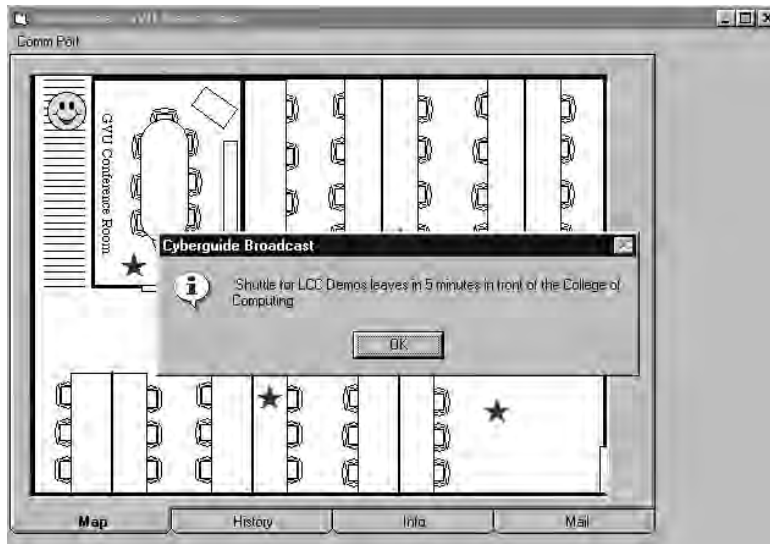 Comm Port
GVU Conference Room
Cyberguide Broadcast
Shuttle for LCC Demos leaves in 5 minutes in front of the College of
Computing
OK
Map
History
Info
Mail